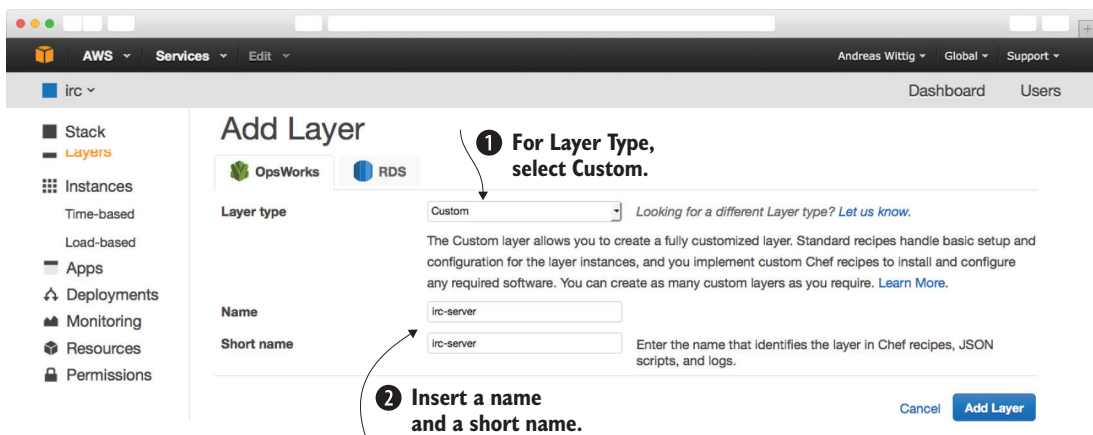 AWS Services Edit Andreas Wittig Global Support
irc Dashboard Users
Stack
Layers
Instances
Time-based
Load-based
Apps
Deployments
Monitoring
Resources
Permissions
Add Layer
1 For Layer Type,
select Custom.
OpsWorks RDS
Layer type Custom Looking for a different Layer type? Let us know.
The Custom layer allows you to create a fully customized layer. Standard recipes handle basic setup and
configuration for the layer instances, and you implement custom Chef recipes to install and configure
any required software. You can create as many custom layers as you require. Learn More.
Name irc-server
Short name irc-server Enter the name that identifies the layer in Chef recipes, JSON
scripts, and logs.
2 Insert a name
and a short name.
Cancel Add Layer